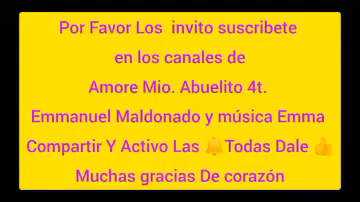 Por Favor Los invito suscribete
en los canales de
Amore Mio. Abuelito 4t.
Emmanuel Maldonado y música Emma
Compartir Y Activo Las 🔔Todas Dale 👍
Muchas gracias De corazón